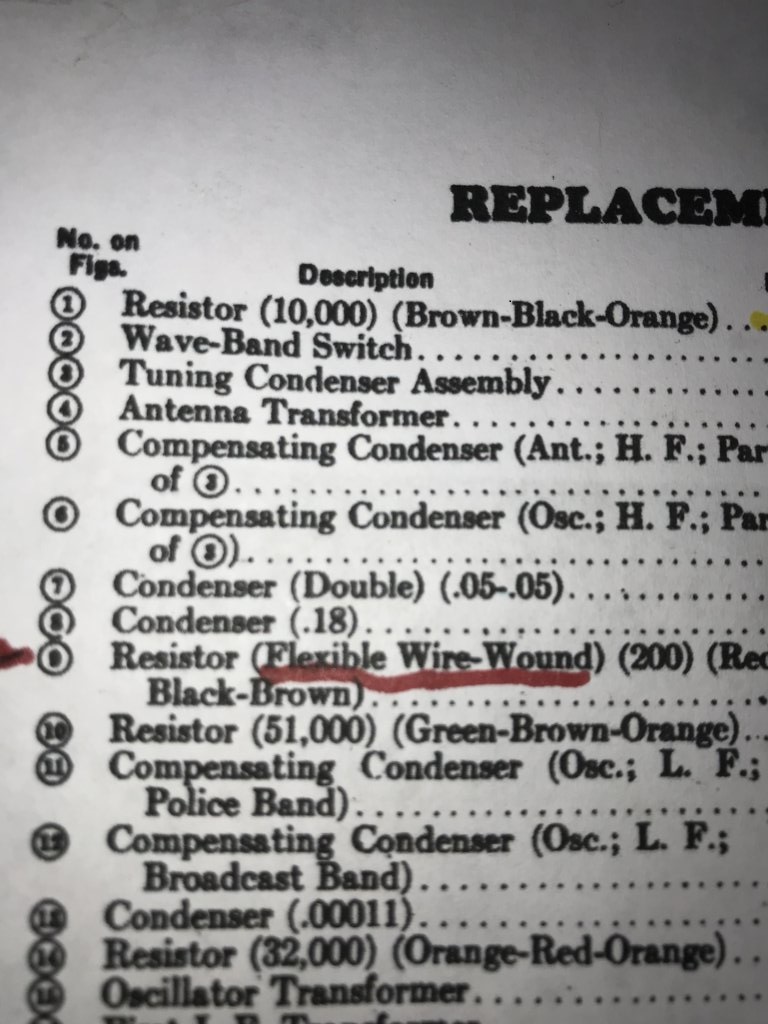 REPLACEM
No. on
Figs.
Description
① Resistor (10,000) (Brown-Black-Orange)...
② Wave-Band Switch...............
③ Tuning Condenser Assembly.........
④ Antenna Transformer..............
⑤ Compensating Condenser (Ant.; H. F.; Par
of ③........................
⑥ Compensating Condenser (Osc.; H. F.; Par
of ③).......................
⑦ Condenser (Double) (.05-.05).........
⑧ Condenser (.18)..................
⑨ Resistor (Flexible Wire-Wound) (200) (Red
Black-Brown)..................
⑩ Resistor (51,000) (Green-Brown-Orange)...
⑪ Compensating Condenser (Osc.; L. F.;
Police Band)...................
⑫ Compensating Condenser (Osc.; L. F.;
Broadcast Band)................
⑬ Condenser (.00011)................
⑭ Resistor (32,000) (Orange-Red-Orange)..
⑮ Oscillator Transformer..............